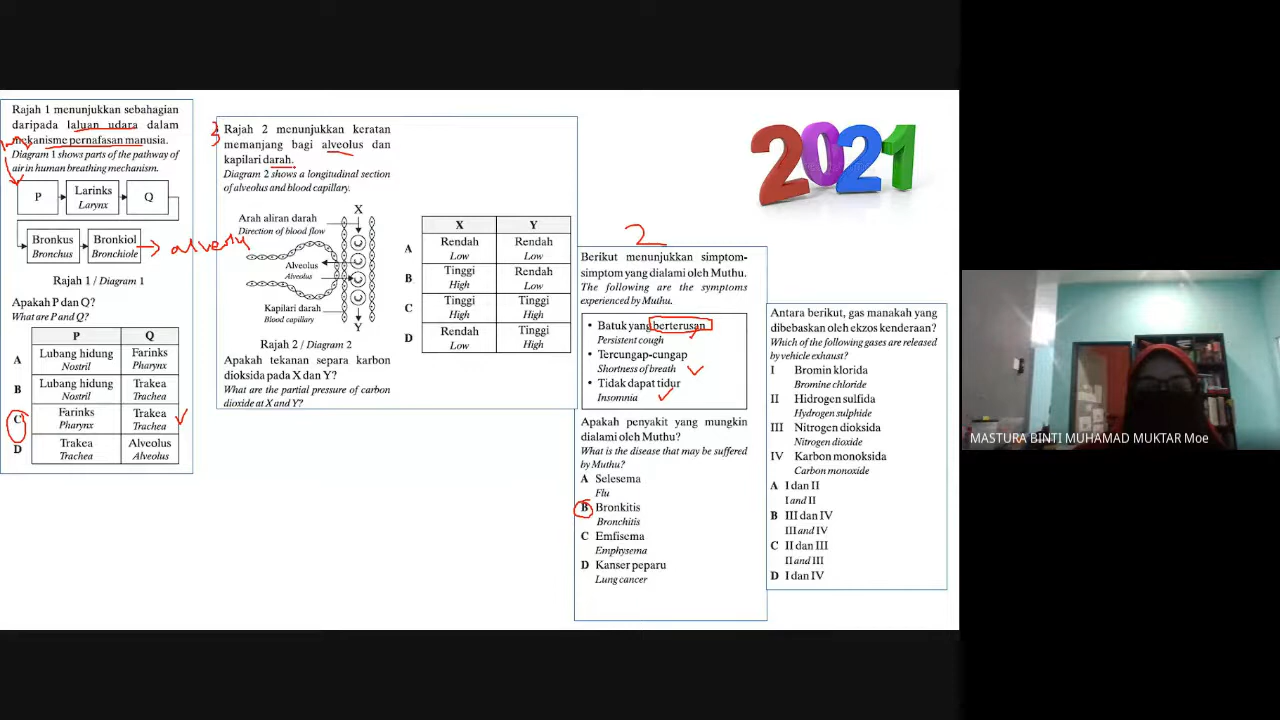 Rajah 1 menunjukkan sebahagian
daripada laluan udara dalam
mekanisme pernafasan manusia.
Diagram 1 shows parts of the pathway of
air in human breathing mechanism.
P
Larinks
Larynx
Q
Bronkus
Bronchus
Bronkiol
Bronchiole
alveolu
Rajah 1 / Diagram 1
Apakah P dan Q?
What are P and Q?
P Q
A Lubang hidung Farinks
Nostril Pharynx
B Lubang hidung Trakea
Nostril Trachea
C Farinks Trakea
Pharynx Trachea
D Trakea Alveolus
Trachea Alveolus
3
Rajah 2 menunjukkan keratan
memanjang bagi alveolus dan
kapilari darah.
Diagram 2 shows a longitudinal section
of alveolus and blood capillary.
X
Arah aliran darah
Direction of blood flow
Alveolus
Alveolus
Kapilari darah
Blood capillary
Y
Rajah 2 / Diagram 2
Apakah tekanan separa karbon
dioksida pada X dan Y?
What are the partial pressure of carbon
dioxide at X and Y?
X Y
A Rendah Rendah
Low Low
B Tinggi Rendah
High Low
C Tinggi Tinggi
High High
D Rendah Tinggi
Low High
2
Berikut menunjukkan simptom-
simptom yang dialami oleh Muthu.
The following are the symptoms
experienced by Muthu.
• Batuk yang berterusan
Persistent cough
• Tercungap-cungap
Shortness of breath
• Tidak dapat tidur
Insomnia
Apakah penyakit yang mungkin
dialami oleh Muthu?
What is the disease that may be suffered
by Muthu?
A Selesema
Flu
B Bronkitis
Bronchitis
C Emfisema
Emphysema
D Kanser peparu
Lung cancer
2021
Antara berikut, gas manakah yang
dibebaskan oleh ekzos kenderaan?
Which of the following gases are released
by vehicle exhaust?
I Bromin klorida
Bromine chloride
II Hidrogen sulfida
Hydrogen sulphide
III Nitrogen dioksida
Nitrogen dioxide
IV Karbon monoksida
Carbon monoxide
A I dan II
I and II
B III dan IV
III and IV
C II dan III
II and III
D I dan IV
MASTURA BINTI MUHAMAD MUKTAR Moe